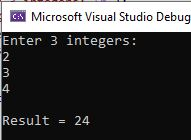 Microsoft Visual Studio Debug
Enter 3 integers:
2
3
4
Result = 24